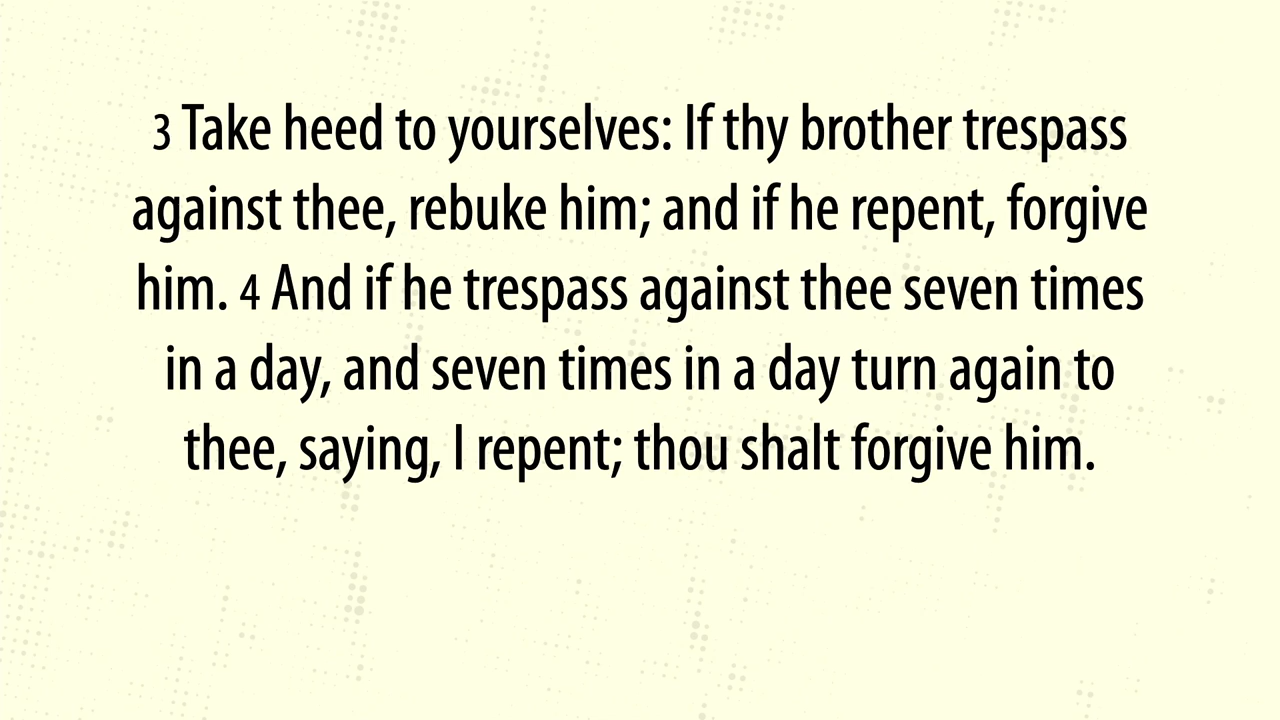 3 Take heed to yourselves: If thy brother trespass
against thee, rebuke him; and if he repent, forgive
him. 4 And if he trespass against thee seven times
in a day, and seven times in a day turn again to
thee, saying, I repent; thou shalt forgive him.